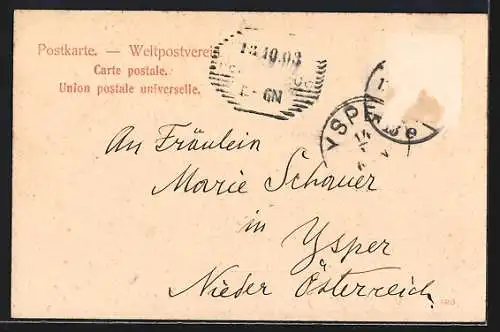 Postkarte. — Weltpostverein
Carte postale.
Union postale universelle.
13.10.03
6N
YSPER
An Fräulein
Marie Schauer
in
Ysper
Nieder Österreich